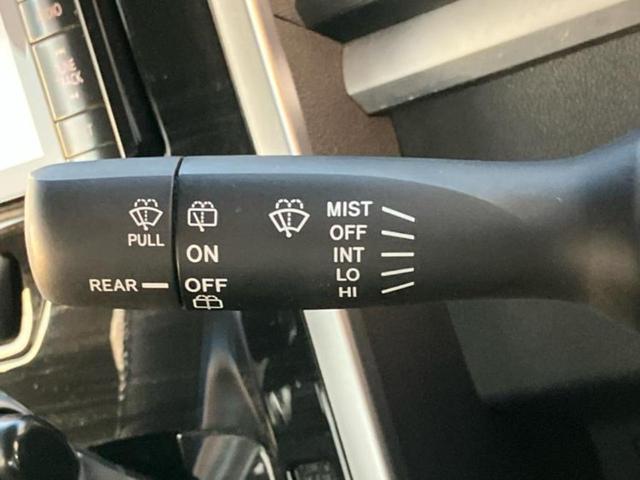 MIST
OFF
PULL
ON
INT
LO
REAR
OFF
HI